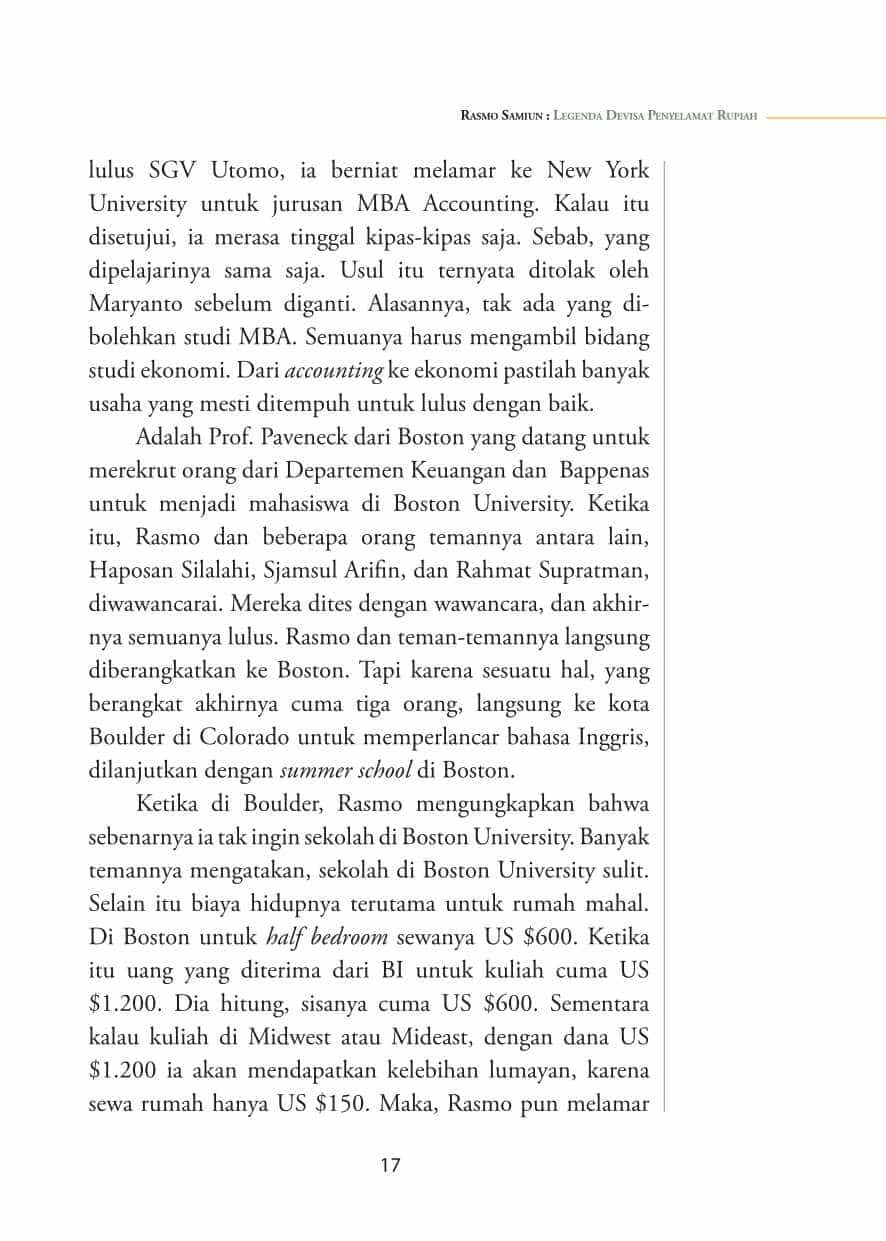 Rasmo Samiun : Legenda Devisa Penyelamat Rupiah
lulus SGV Utomo, ia berniat melamar ke New York
University untuk jurusan MBA Accounting. Kalau itu
disetujui, ia merasa tinggal kipas-kipas saja. Sebab, yang
dipelajarinya sama saja. Usul itu ternyata ditolak oleh
Maryanto sebelum diganti. Alasannya, tak ada yang di-
bolehkan studi MBA. Semuanya harus mengambil bidang
studi ekonomi. Dari accounting ke ekonomi pastilah banyak
usaha yang mesti ditempuh untuk lulus dengan baik.
Adalah Prof. Paveneck dari Boston yang datang untuk
merekrut orang dari Departemen Keuangan dan Bappenas
untuk menjadi mahasiswa di Boston University. Ketika
itu, Rasmo dan beberapa orang temannya antara lain,
Haposan Silalahi, Sjamsul Arifin, dan Rahmat Supratman,
diwawancarai. Mereka dites dengan wawancara, dan akhir-
nya semuanya lulus. Rasmo dan teman-temannya langsung
diberangkatkan ke Boston. Tapi karena sesuatu hal, yang
berangkat akhirnya cuma tiga orang, langsung ke kota
Boulder di Colorado untuk memperlancar bahasa Inggris,
dilanjutkan dengan summer school di Boston.
Ketika di Boulder, Rasmo mengungkapkan bahwa
sebenarnya ia tak ingin sekolah di Boston University. Banyak
temannya mengatakan, sekolah di Boston University sulit.
Selain itu biaya hidupnya terutama untuk rumah mahal.
Di Boston untuk half bedroom sewanya US $600. Ketika
itu uang yang diterima dari BI untuk kuliah cuma US
$1.200. Dia hitung, sisanya cuma US $600. Sementara
kalau kuliah di Midwest atau Mideast, dengan dana US
$1.200 ia akan mendapatkan kelebihan lumayan, karena
sewa rumah hanya US $150. Maka, Rasmo pun melamar
17